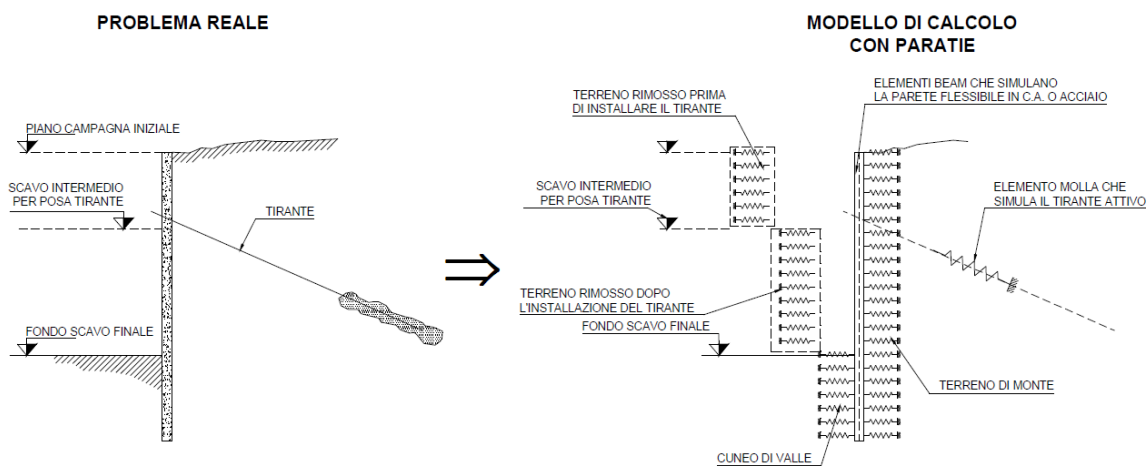 PROBLEMA REALE
PIANO CAMPAGNA INIZIALE
SCAVO INTERMEDIO
PER POSA TIRANTE
TIRANTE
FONDO SCAVO FINALE
MODELLO DI CALCOLO
CON PARATIE
TERRENO RIMOSSO PRIMA
DI INSTALLARE IL TIRANTE
ELEMENTI BEAM CHE SIMULANO
LA PARETE FLESSIBILE IN C.A. O ACCIAIO
SCAVO INTERMEDIO
PER POSA TIRANTE
ELEMENTO MOLLA CHE
SIMULA IL TIRANTE ATTIVO
TERRENO RIMOSSO DOPO
L'INSTALLAZIONE DEL TIRANTE
FONDO SCAVO FINALE
TERRENO DI MONTE
CUNEO DI VALLE